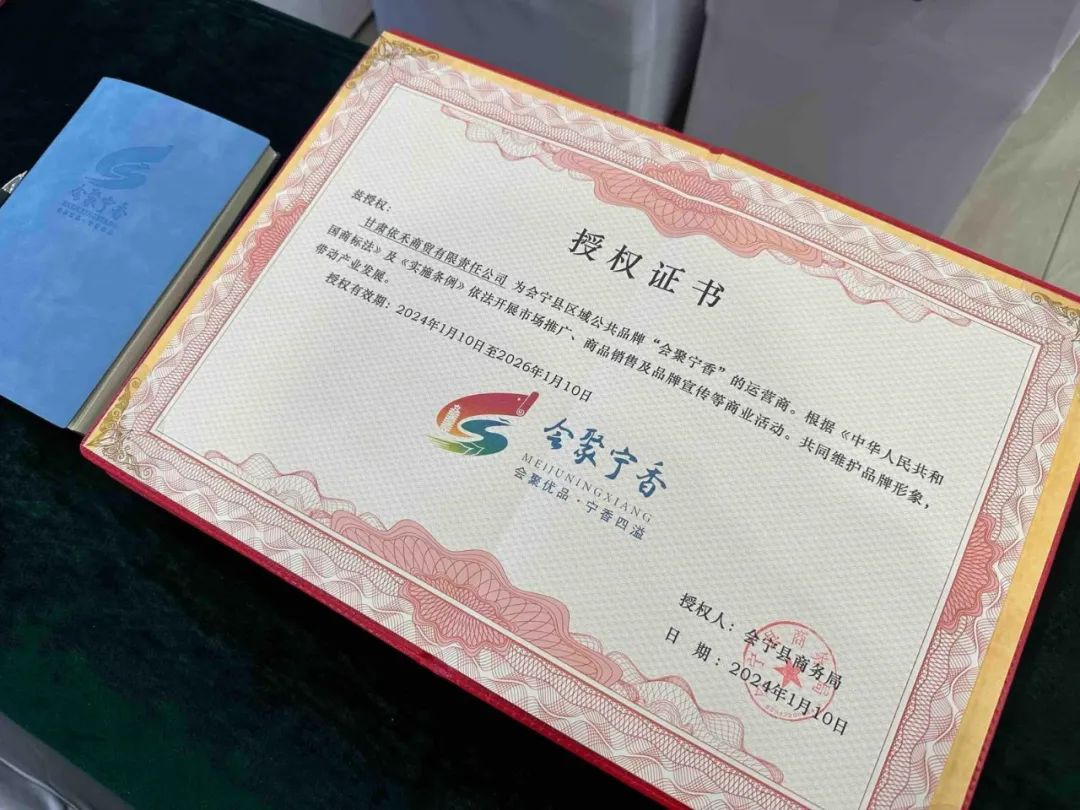 会聚宁香
授权证书
兹授权：
甘肃依禾商贸有限责任公司 为会宁县区域公共品牌“会聚宁香”的运营商。根据《中华人民共和
国商标法》及《实施条例》依法开展市场推广、商品销售及品牌宣传等商业活动。共同维护品牌形象，
带动产业发展。
授权有效期：2024年1月10日至2026年1月10日
会聚宁香
MEIJUNINGXIANG
会聚优品·宁香四溢
授权人：会宁县商务局
日 期：2024年1月10日